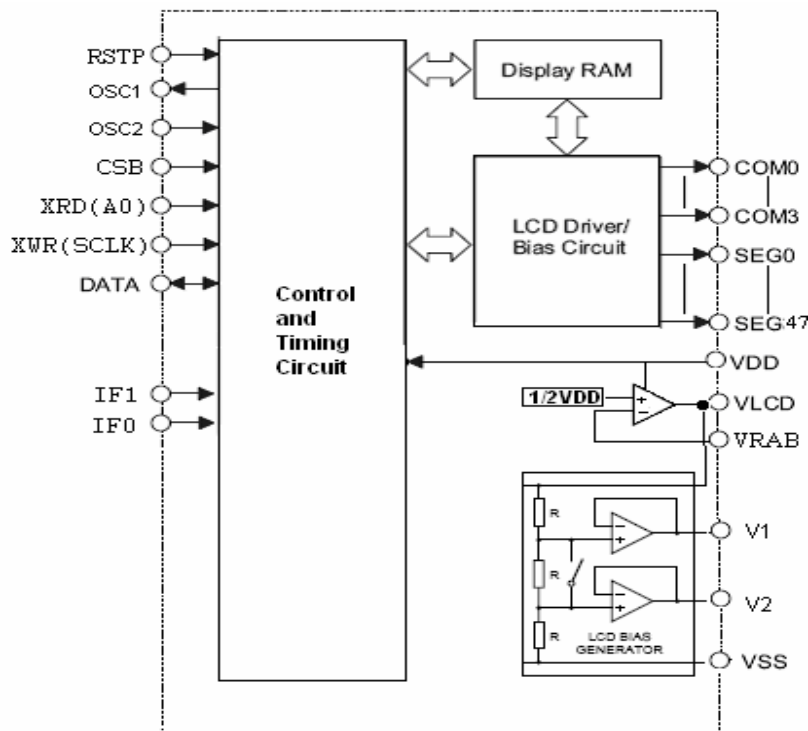 RSTP
OSC1
OSC2
CSB
XRD(A0)
XWR(SCLK)
DATA
IF1
IF0
Control
and
Timing
Circuit
Display RAM
LCD Driver/
Bias Circuit
COM0
COM3
SEG0
SEG47
VDD
1/2VDD
+
−
VLCD
VRAB
R
R
R
−
+
−
+
LCD BIAS
GENERATOR
V1
V2
VSS